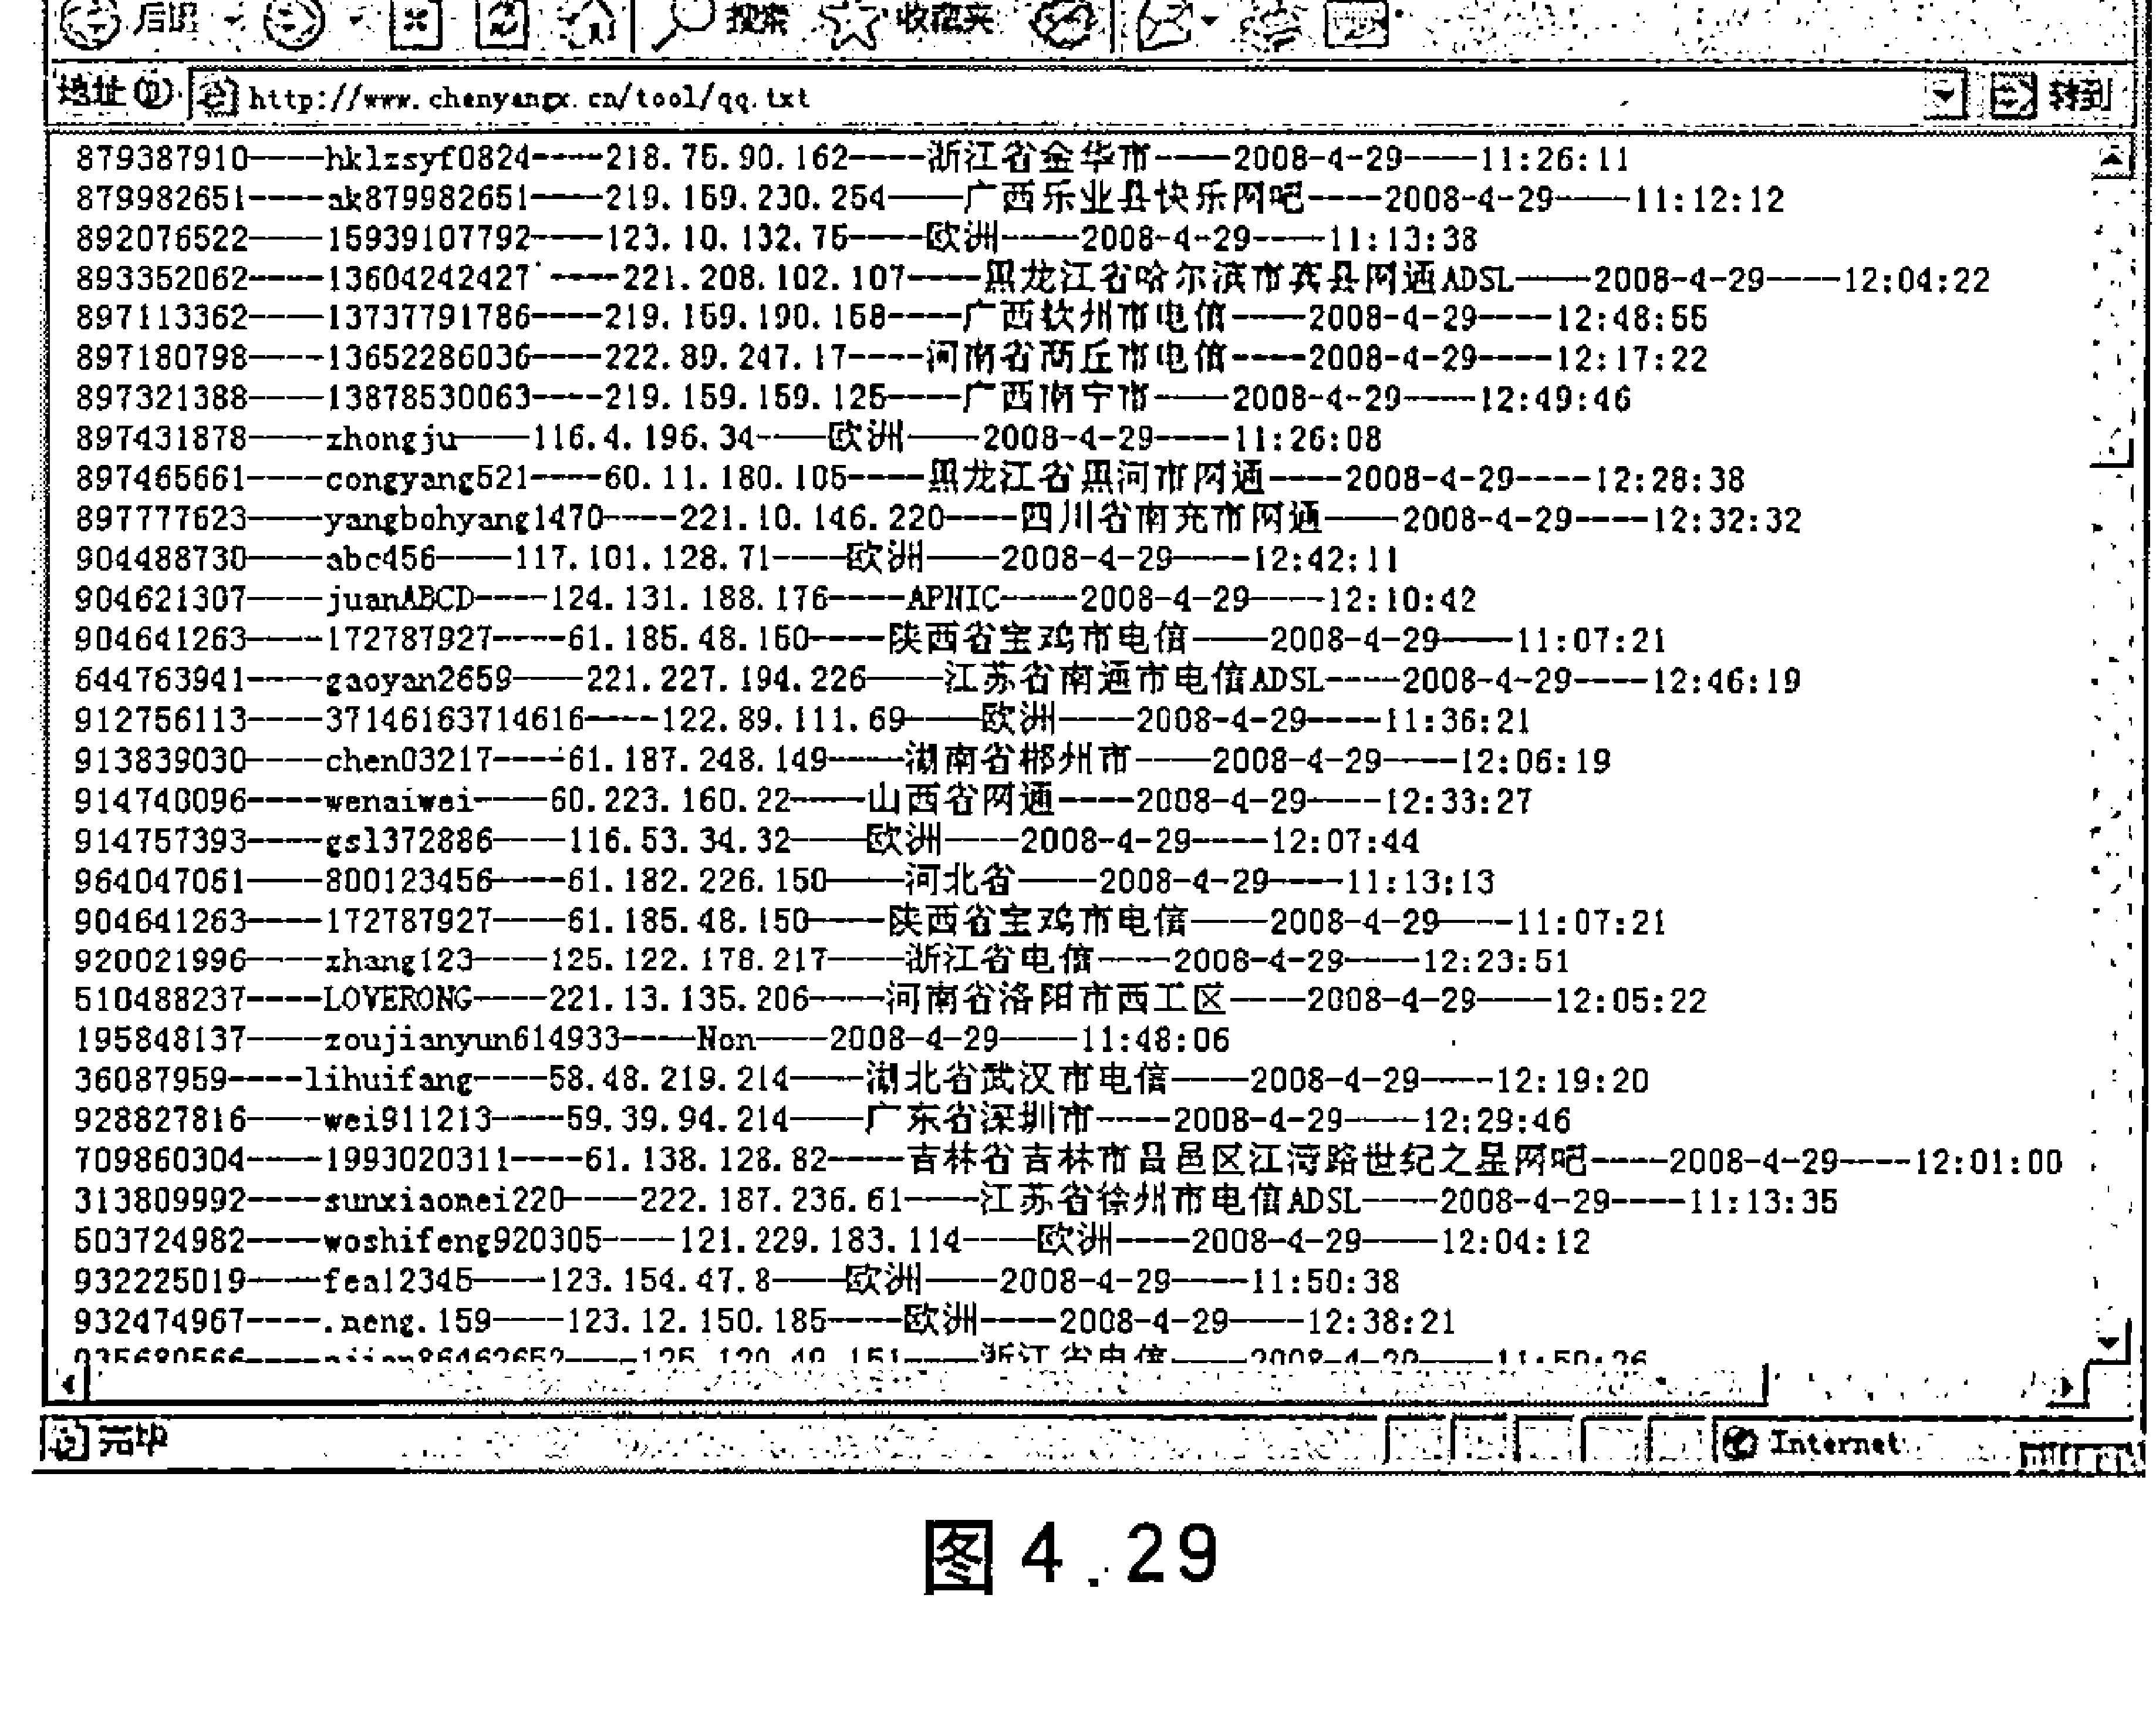 后退 搜索 收藏夹
地址(D) http://www.chenyangx.cn/tool/qq.txt 转到
879387910----hklzsyf0824----218.75.90.162----浙江省金华市----2008-4-29----11:26:11
879982651----ak879982651----219.159.230.254----广西乐业县快乐网吧----2008-4-29----11:12:12
892076522----15939107792----123.10.132.75----欧洲----2008-4-29----11:13:38
893352062----13604242427----221.208.102.107----黑龙江省哈尔滨市宾县网通ADSL----2008-4-29----12:04:22
897113362----13737791786----219.159.190.158----广西钦州市电信----2008-4-29----12:48:55
897180798----13652286036----222.89.247.17----河南省商丘市电信----2008-4-29----12:17:22
897321388----13878530063----219.159.159.125----广西南宁市----2008-4-29----12:49:46
897431878----zhongju----116.4.196.34----欧洲----2008-4-29----11:26:08
897465661----congyang521----60.11.180.105----黑龙江省黑河市网通----2008-4-29----12:28:38
897777623----yangbohyang1470----221.10.146.220----四川省南充市网通----2008-4-29----12:32:32
904488730----abc456----117.101.128.71----欧洲----2008-4-29----12:42:11
904621307----juanABCD----124.131.188.176----APNIC----2008-4-29----12:10:42
904641263----172787927----61.185.48.150----陕西省宝鸡市电信----2008-4-29----11:07:21
644763941----gaoyan2659----221.227.194.226----江苏省南通市电信ADSL----2008-4-29----12:46:19
912756113----37146163714616----122.89.111.69----欧洲----2008-4-29----11:36:21
913839030----chen03217----61.187.248.149----湖南省郴州市----2008-4-29----12:06:19
914740096----wenaiwei----60.223.160.22----山西省网通----2008-4-29----12:33:27
914757393----gsl372886----116.53.34.32----欧洲----2008-4-29----12:07:44
964047061----800123456----61.182.226.150----河北省----2008-4-29----11:13:13
904641263----172787927----61.185.48.150----陕西省宝鸡市电信----2008-4-29----11:07:21
920021996----zhang123----125.122.178.217----浙江省电信----2008-4-29----12:23:51
510488237----LOVERONG----221.13.135.206----河南省洛阳市西工区----2008-4-29----12:05:22
195848137----zoujianyun614933----Non----2008-4-29----11:48:06
36087959----lihuifang----58.48.219.214----湖北省武汉市电信----2008-4-29----12:19:20
928827816----wei911213----59.39.94.214----广东省深圳市----2008-4-29----12:29:46
709860304----1993020311----61.138.128.82----吉林省吉林市昌邑区江湾路世纪之星网吧----2008-4-29----12:01:00
313809992----sunxiaomei220----222.187.236.61----江苏省徐州市电信ADSL----2008-4-29----11:13:35
503724982----woshifeng920305----121.229.183.114----欧洲----2008-4-29----12:04:12
932225019----fea12345----123.154.47.8----欧洲----2008-4-29----11:50:38
932474967----.meng.159----123.12.150.185----欧洲----2008-4-29----12:38:21
浙江省电信----2008-4-29
完毕 Internet
图4.29